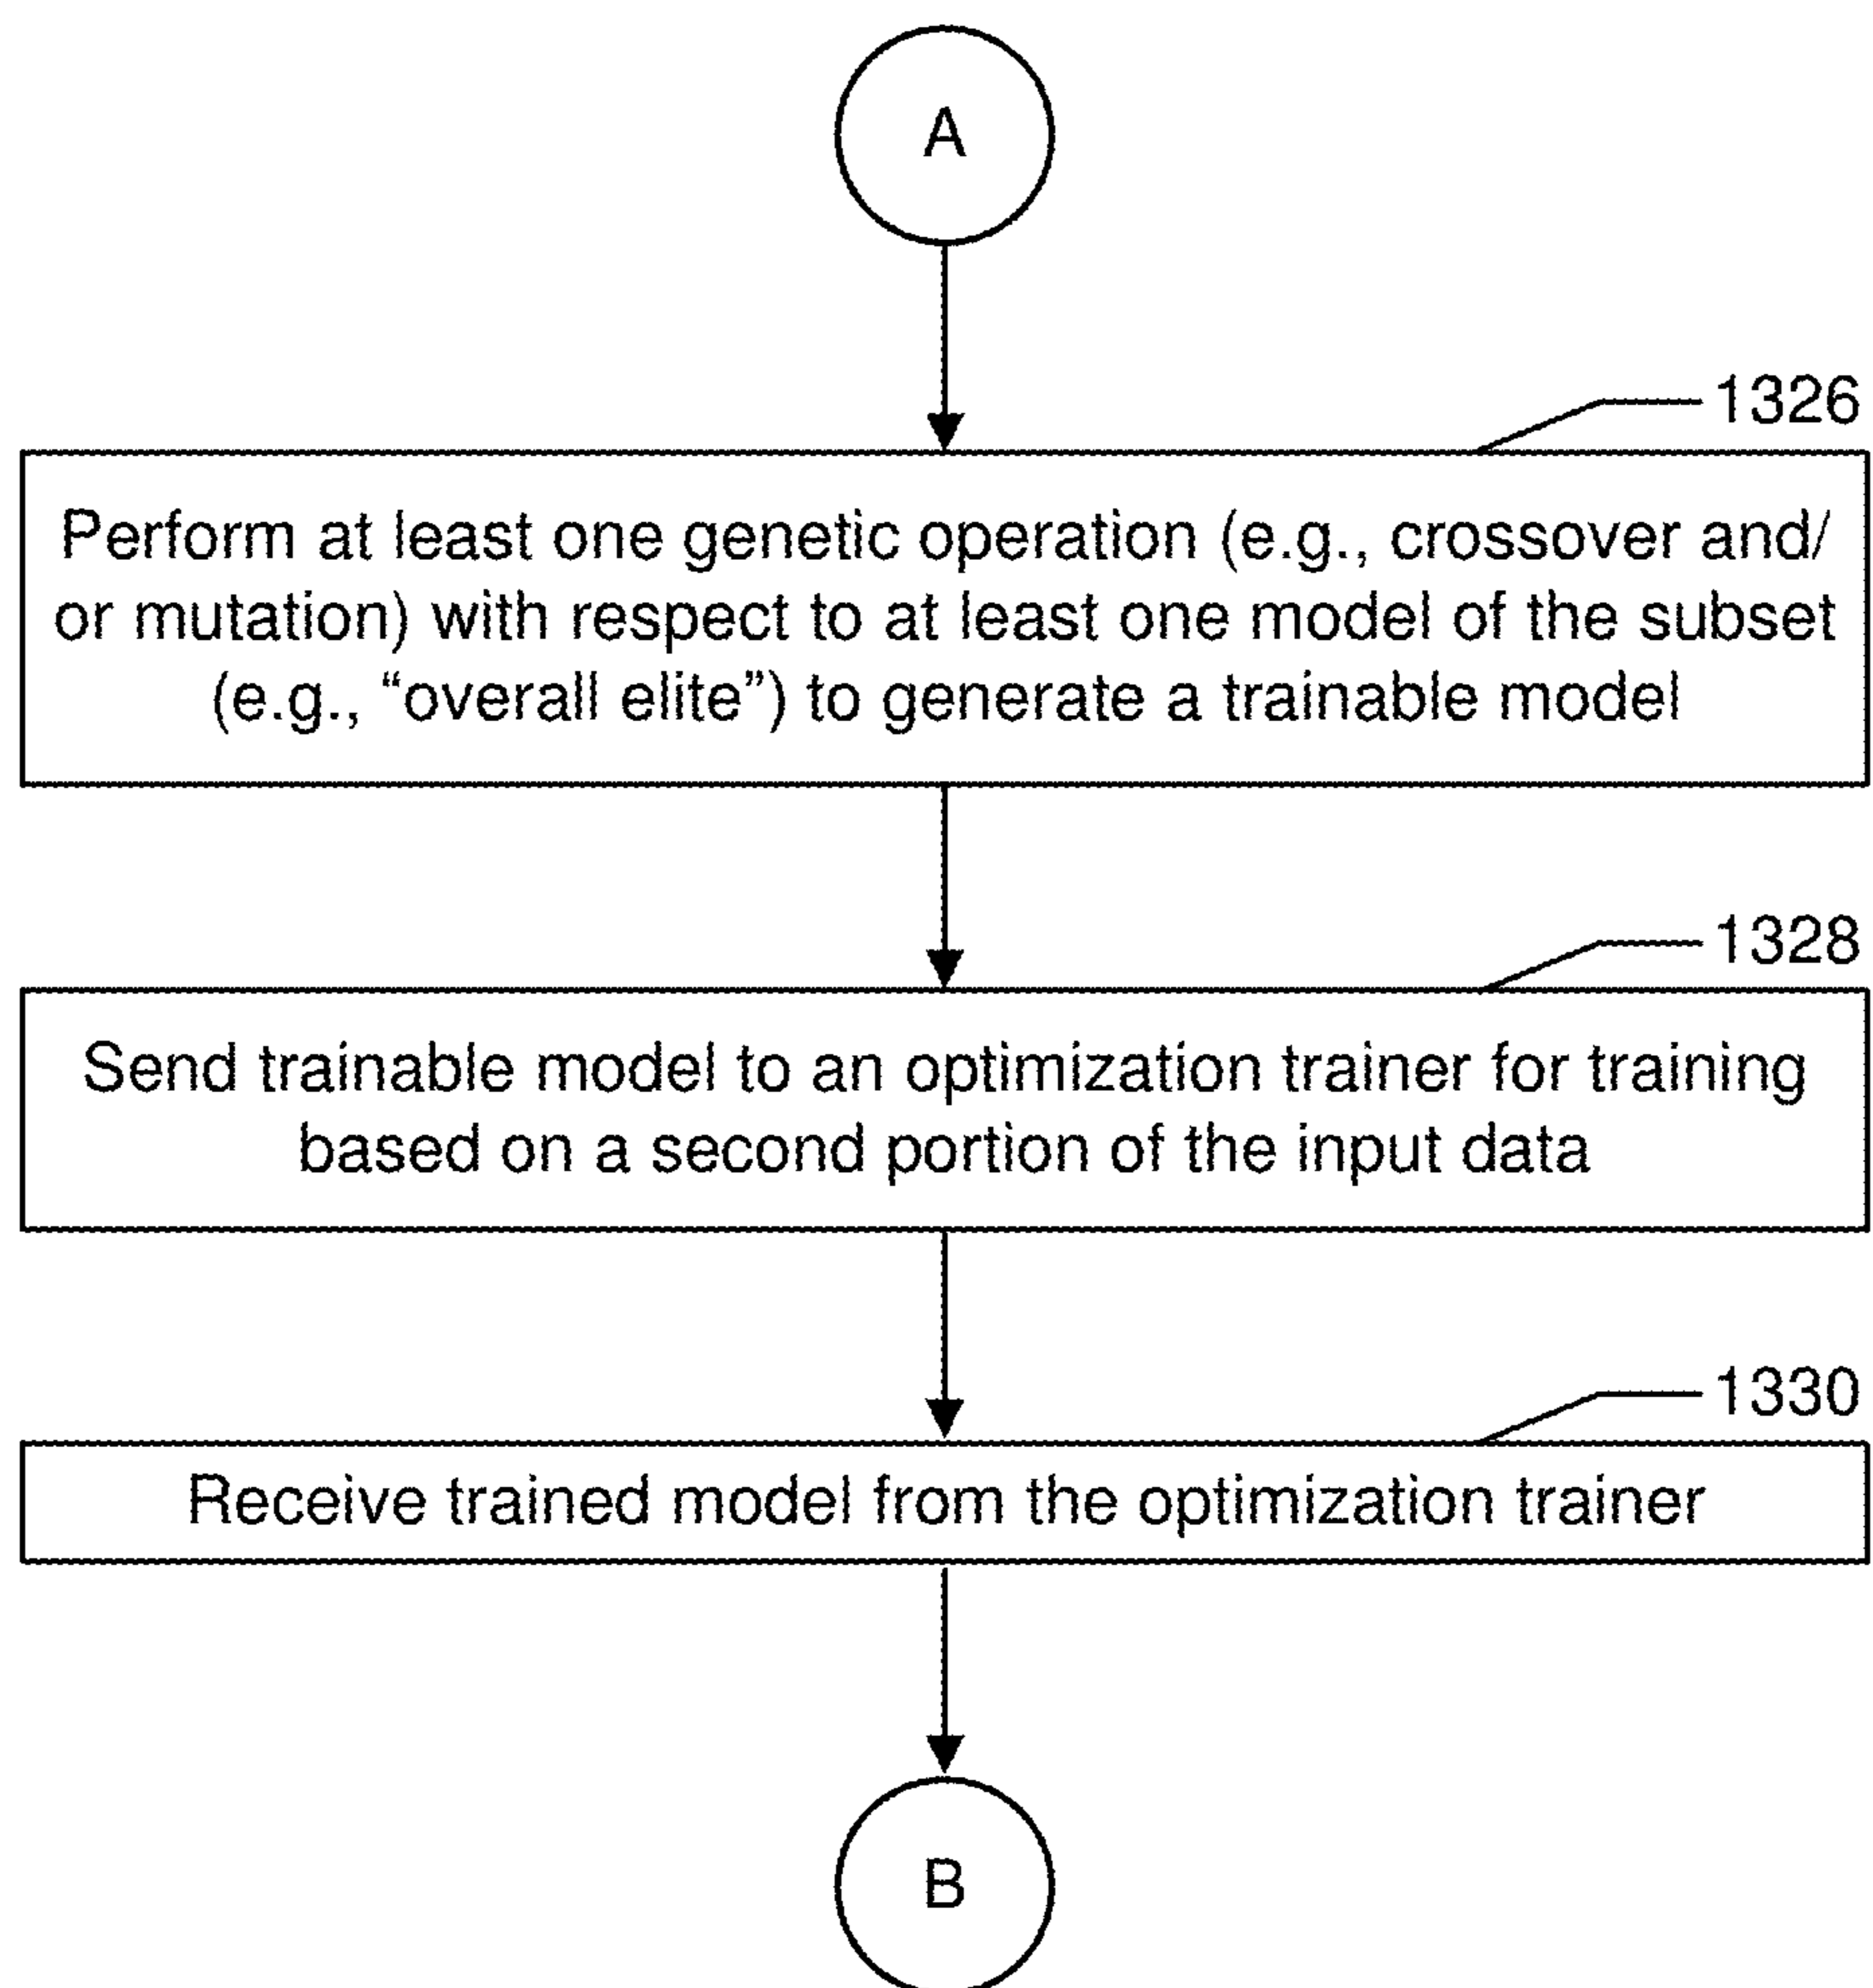 A
1326
Perform at least one genetic operation (e.g., crossover and/
or mutation) with respect to at least one model of the subset
(e.g., “overall elite”) to generate a trainable model
1328
Send trainable model to an optimization trainer for training
based on a second portion of the input data
1330
Receive trained model from the optimization trainer
B